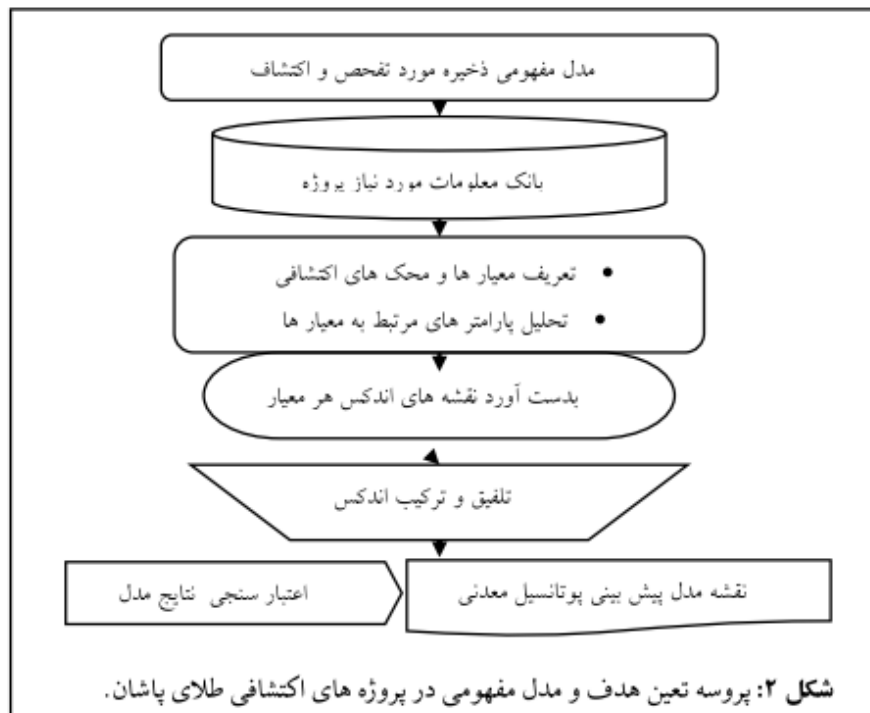 مدل مفهومی ذخیره مورد تفحص و اکتشاف
بانک معلومات مورد نیاز پروژه
• تعریف معیار ها و محک های اکتشافی
• تحلیل پارامتر های مرتبط به معیار ها
بدست آورد نقشه های اندکس هر معیار
تلفیق و ترکیب اندکس
نقشه مدل پیش بینی پوتانسیل معدنی
اعتبار سنجی نتایج مدل
شکل ۲: پروسه تعین هدف و مدل مفهومی در پروژه های اکتشافی طلای پاشان.